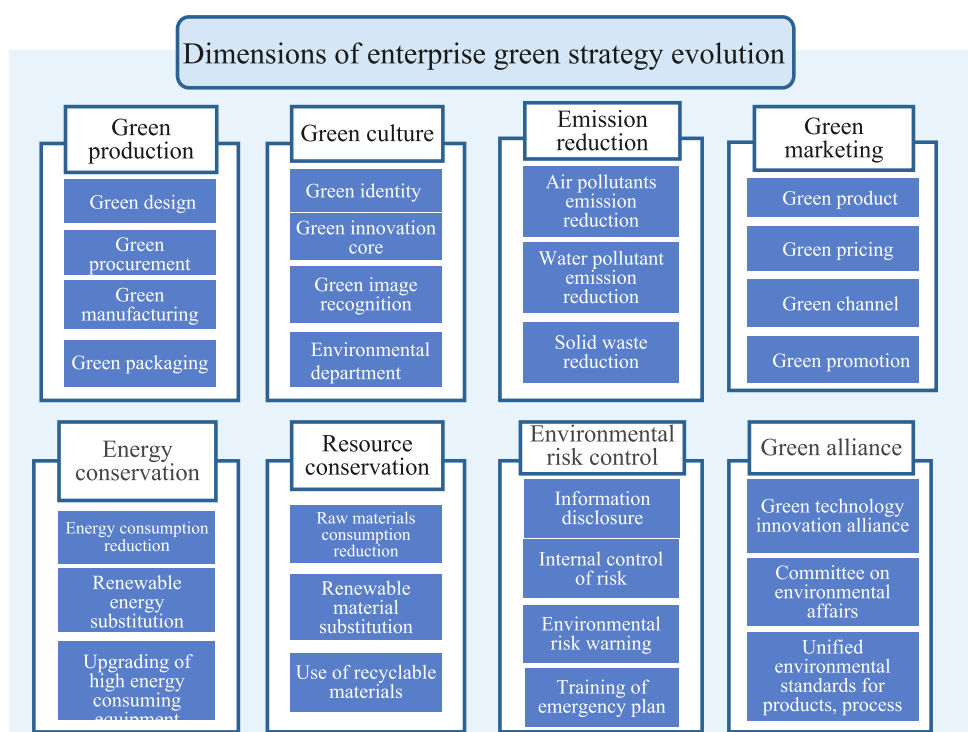 Dimensions of enterprise green strategy evolution
Green
production
Green design
Green
procurement
Green
manufacturing
Green packaging
Green culture
Green identity
Green innovation
core
Green image
recognition
Environmental
department
Emission
reduction
Air pollutants
emission
reduction
Water pollutant
emission
reduction
Solid waste
reduction
Green
marketing
Green product
Green pricing
Green channel
Green promotion
Energy
conservation
Energy consumption
reduction
Renewable
energy
substitution
Upgrading of
high energy
consuming
equipment
Resource
conservation
Raw materials
consumption
reduction
Renewable
material
substitution
Use of recyclable
materials
Environmental
risk control
Information
disclosure
Internal control
of risk
Environmental
risk warning
Training of
emergency plan
Green alliance
Green technology
innovation alliance
Committee on
environmental
affairs
Unified
environmental
standards for
products, process